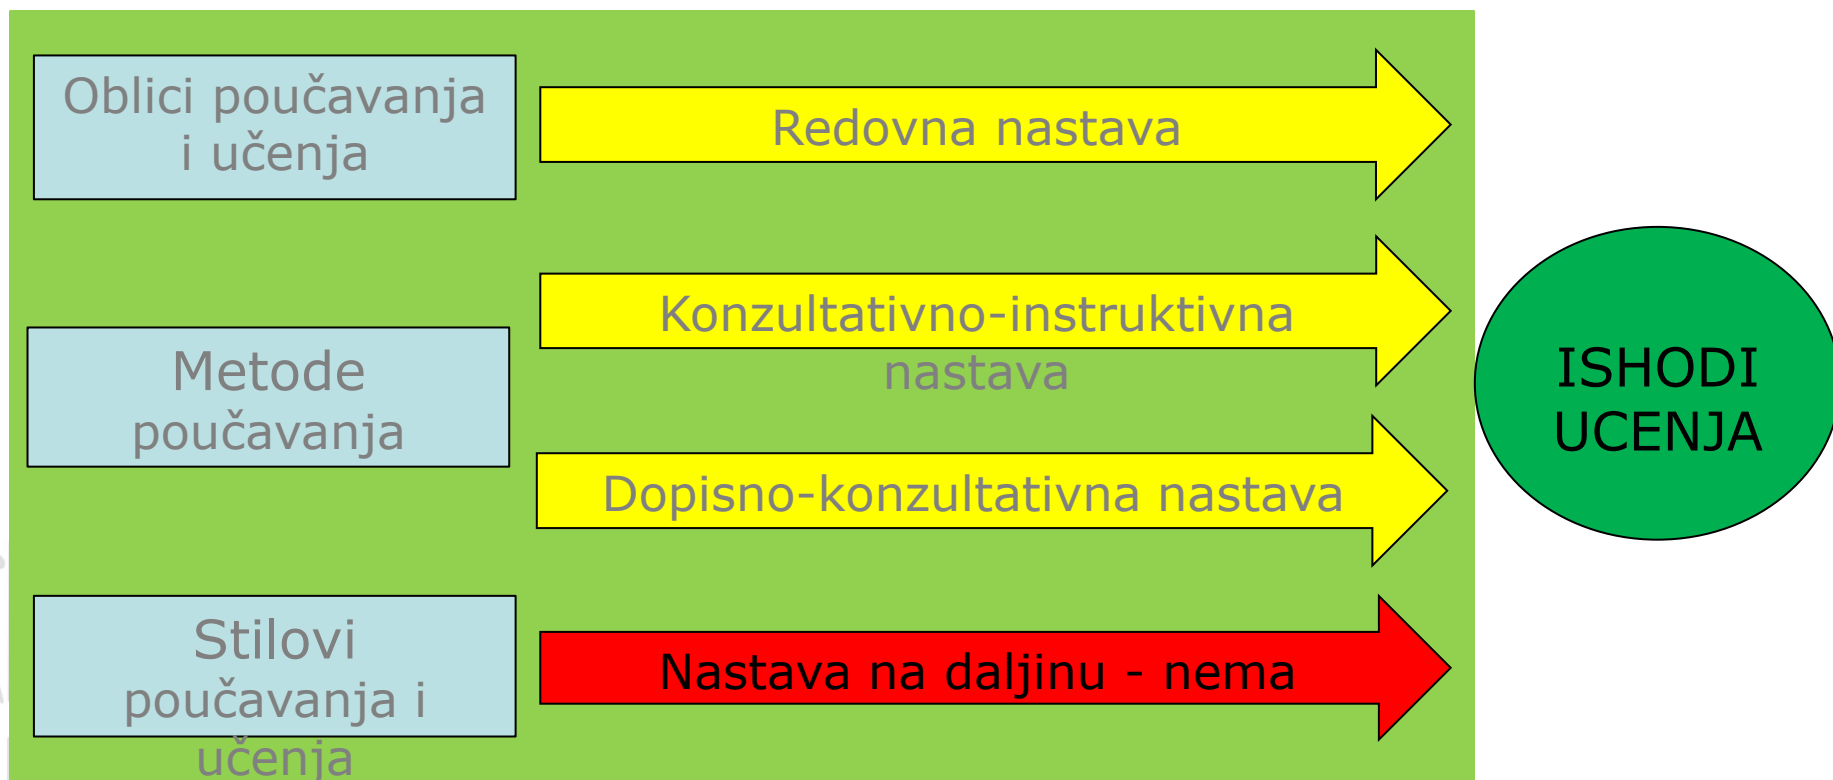 Oblici poučavanja
i učenja
Redovna nastava
Konzultativno-instruktivna
nastava
Metode
poučavanja
Dopisno-konzultativna nastava
Stilovi
poučavanja i
učenja
Nastava na daljinu - nema
ISHODI
UCENJA